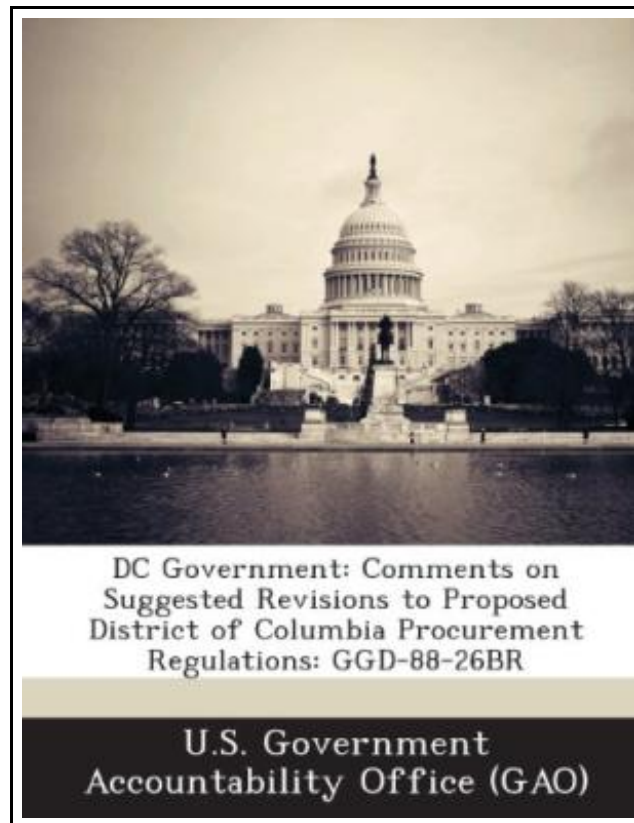 DC Government: Comments on
Suggested Revisions to Proposed
District of Columbia Procurement
Regulations: GGD-88-26BR
U.S. Government
Accountability Office (GAO)